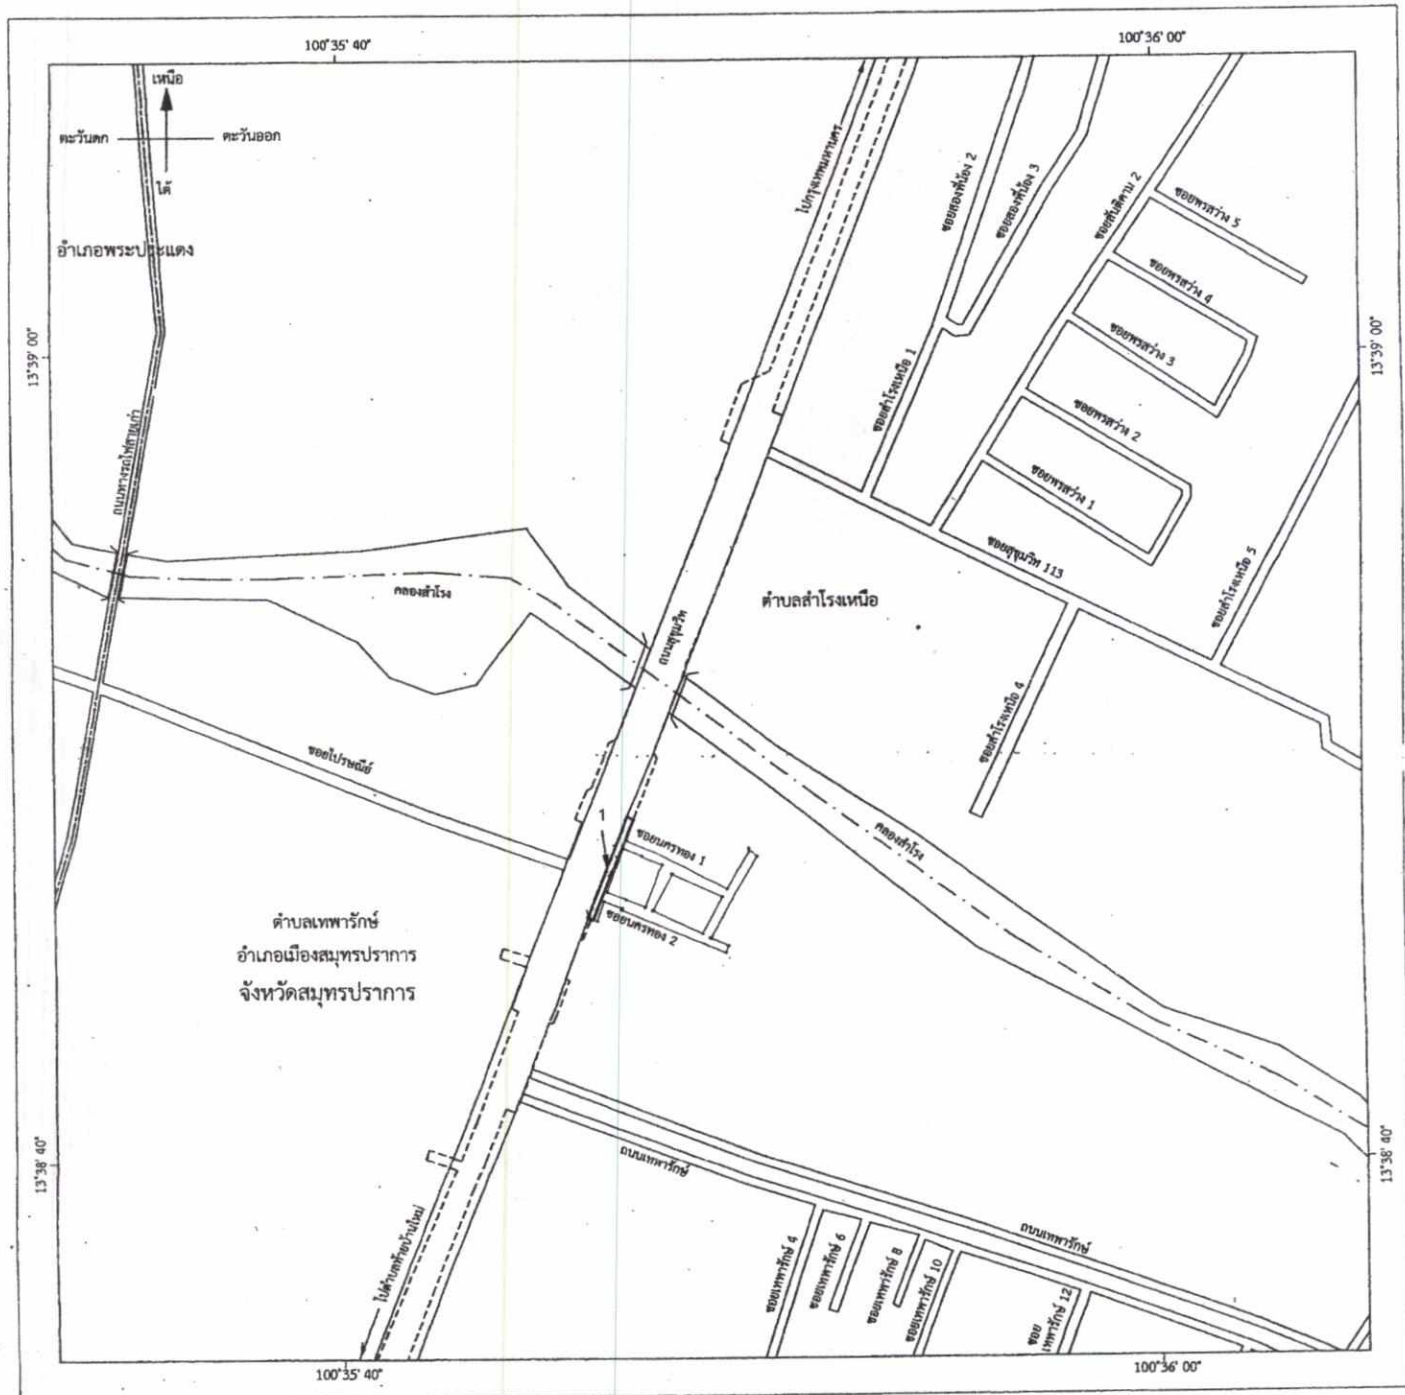 100°35' 40"
100°36' 00"
เหนือ
ตะวันตก
ตะวันออก
ใต้
อำเภอพระประแดง
ไปกรุงเทพมหานคร
ซอยสองพี่น้อง 2
ซอยสองพี่น้อง 3
ซอยสันติคาม 2
ซอยพรสว่าง 5
ซอยพรสว่าง 4
ซอยพรสว่าง 3
ซอยพรสว่าง 2
ซอยพรสว่าง 1
13°39' 00"
13°39' 00"
ซอยสำโรงเหนือ 1
ถนนทางรถไฟสายเก่า
ซอยสุขุมวิท 113
ซอยสำโรงเหนือ 5
คลองสำโรง
ตำบลสำโรงเหนือ
ถนนสุขุมวิท
ซอยสำโรงเหนือ 4
ซอยไปรษณีย์
1
ซอยนครทอง 1
คลองสำโรง
ซอยนครทอง 2
ตำบลเทพารักษ์
อำเภอเมืองสมุทรปราการ
จังหวัดสมุทรปราการ
13°38' 40"
13°38' 40"
ถนนเทพารักษ์
ถนนเทพารักษ์
ไปตำบลท้ายบ้านใหม่
ซอยเทพารักษ์ 4
ซอยเทพารักษ์ 6
ซอยเทพารักษ์ 8
ซอยเทพารักษ์ 10
ซอย
เทพารักษ์ 12
100°35' 40"
100°36' 00"